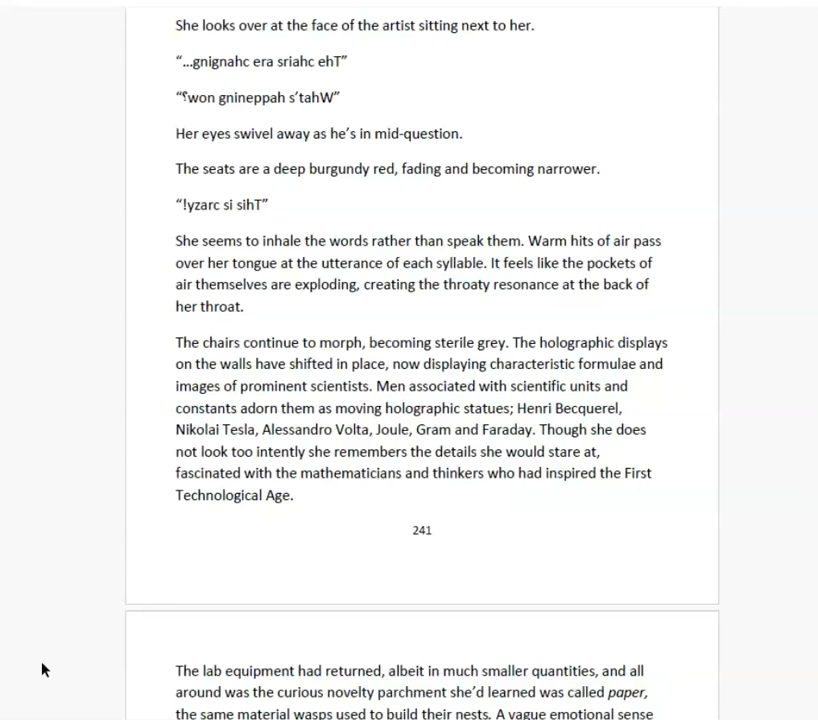 She looks over at the face of the artist sitting next to her.
“…gnignahc era sriahc ehT”
“⸮won gnineppah s’tahW”
Her eyes swivel away as he’s in mid-question.
The seats are a deep burgundy red, fading and becoming narrower.
“!yzarc si sihT”
She seems to inhale the words rather than speak them. Warm hits of air pass
over her tongue at the utterance of each syllable. It feels like the pockets of
air themselves are exploding, creating the throaty resonance at the back of
her throat.
The chairs continue to morph, becoming sterile grey. The holographic displays
on the walls have shifted in place, now displaying characteristic formulae and
images of prominent scientists. Men associated with scientific units and
constants adorn them as moving holographic statues; Henri Becquerel,
Nikolai Tesla, Alessandro Volta, Joule, Gram and Faraday. Though she does
not look too intently she remembers the details she would stare at,
fascinated with the mathematicians and thinkers who had inspired the First
Technological Age.
241
The lab equipment had returned, albeit in much smaller quantities, and all
around was the curious novelty parchment she’d learned was called paper,
the same material wasps used to build their nests. A vague emotional sense